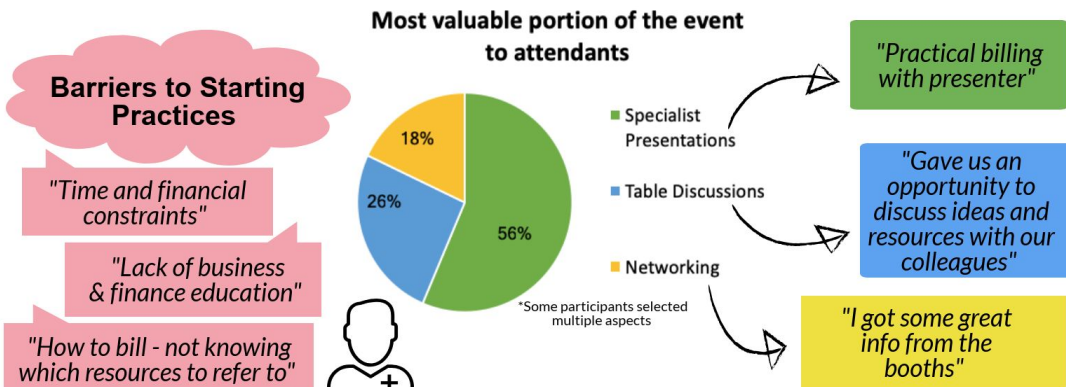 Barriers to Starting
Practices
"Time and financial
constraints"
"Lack of business
& finance education"
"How to bill - not knowing
which resources to refer to"
Most valuable portion of the event
to attendants
18%
26%
56%
Specialist
Presentations
Table Discussions
Networking
*Some participants selected
multiple aspects
"Practical billing
with presenter"
"Gave us an
opportunity to
discuss ideas and
resources with our
colleagues"
"I got some great
info from the
booths"